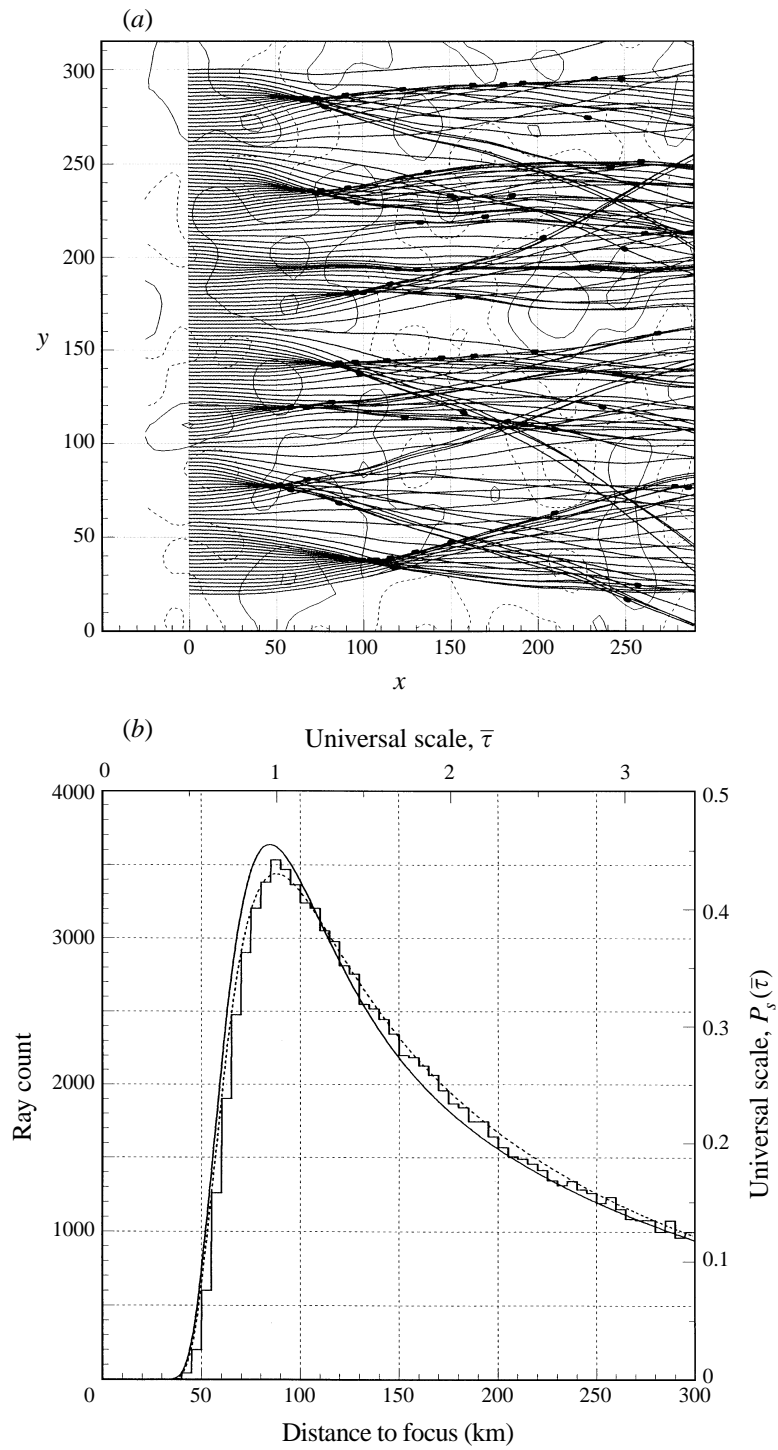 (a)
300
250
200
y
150
100
50
0
0 50 100 150 200 250
x
(b)
Universal scale, τ̄
0 1 2 3
4000 0.5
0.4
3000
Ray count
0.3
2000
Universal scale, Pₛ(τ̄)
0.2
1000
0.1
0
0 50 100 150 200 250 300
Distance to focus (km)